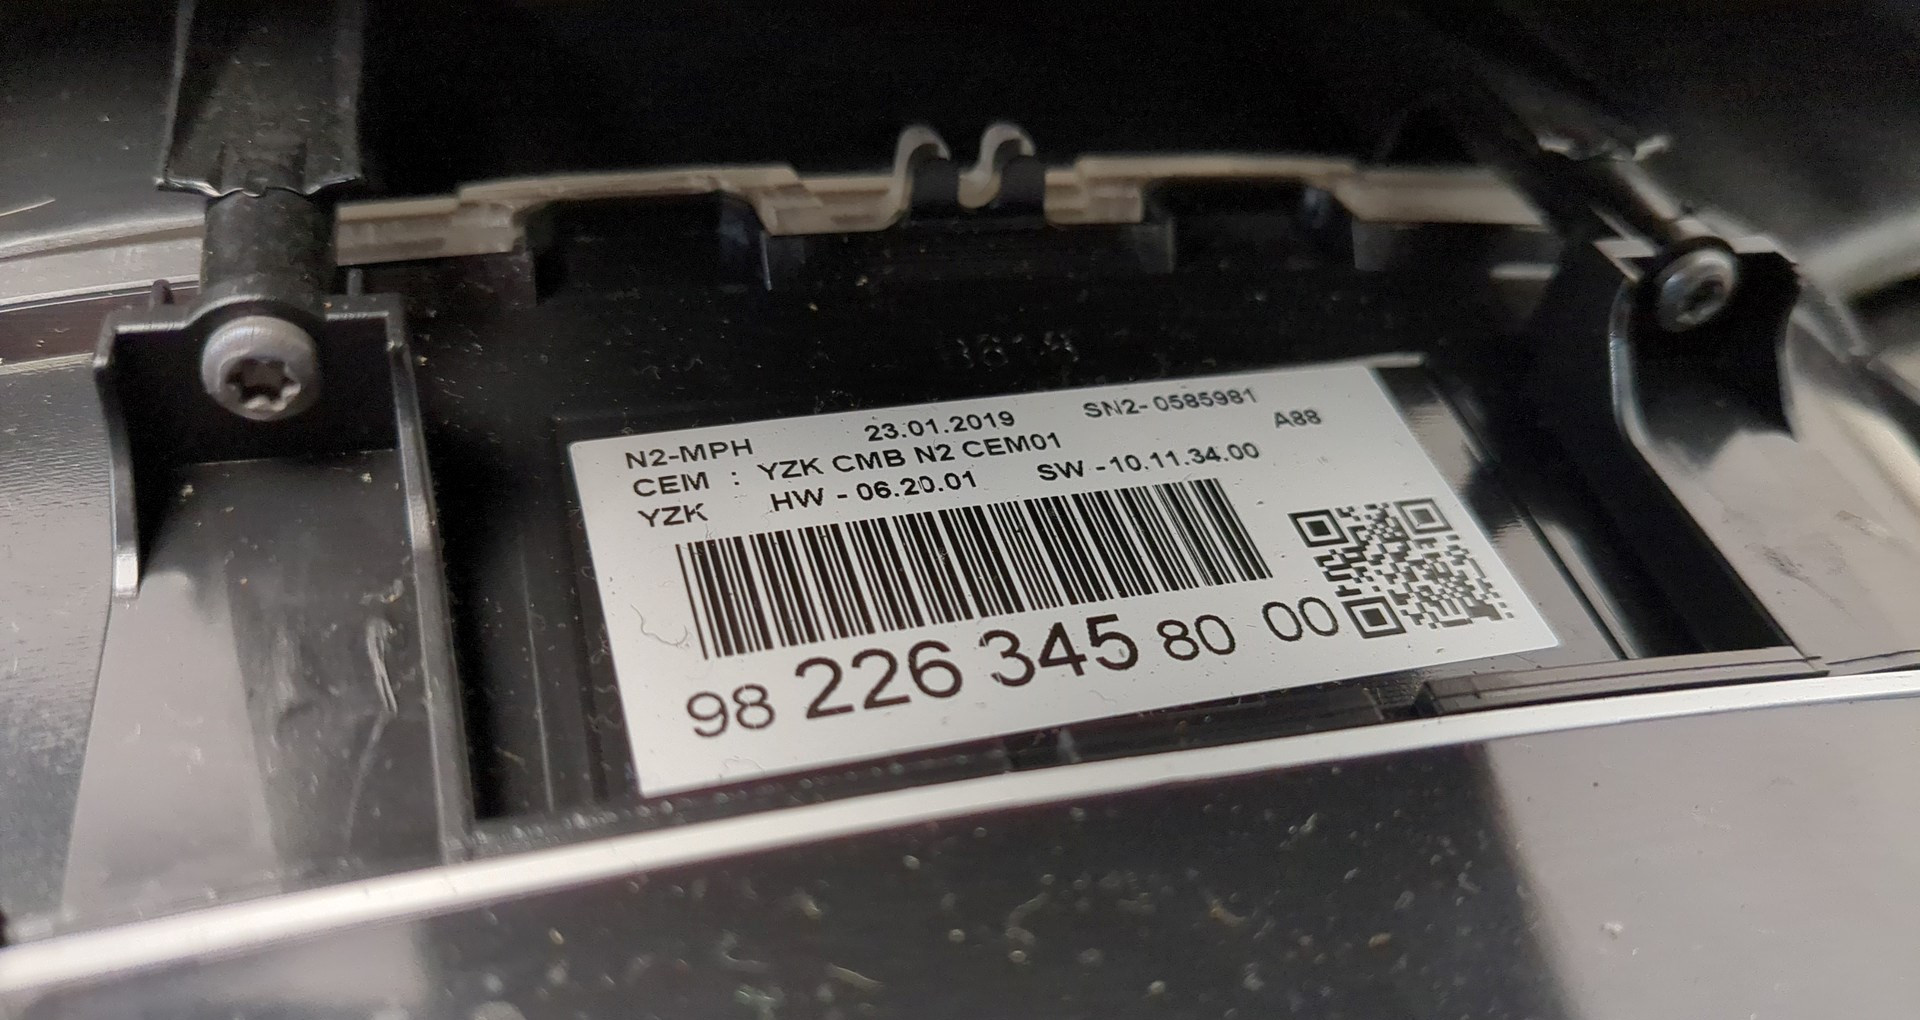 N2-MPH 23.01.2019 SN2-0585981
CEM : YZK CMB N2 CEM01 A88
YZK HW - 06.20.01 SW -10.11.34.00
98 226 345 80 00